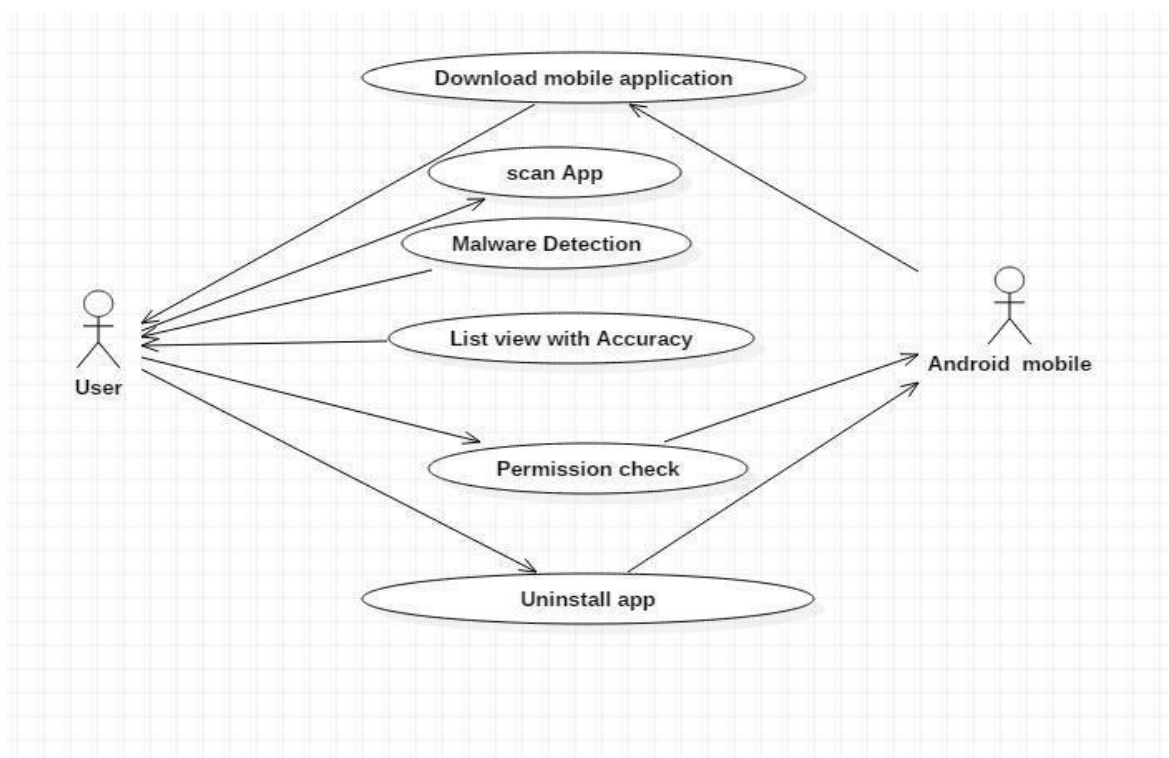 Download mobile application
scan App
Malware Detection
List view with Accuracy
User
Android mobile
Permission check
Uninstall app